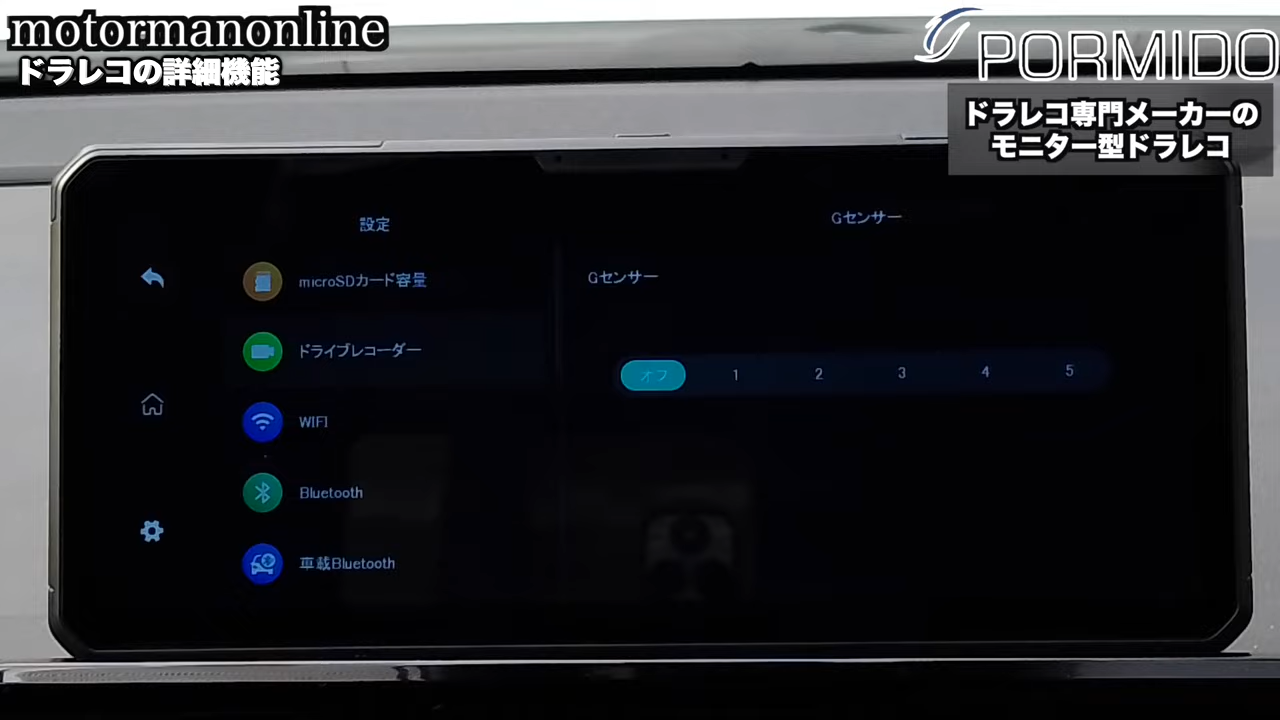 motormanonline
ドラレコの詳細機能
PORMIDO
ドラレコ専門メーカーの
モニター型ドラレコ
設定
Gセンサー
microSDカード容量
Gセンサー
ドライブレコーダー
オフ 1 2 3 4 5
WIFI
Bluetooth
車載Bluetooth